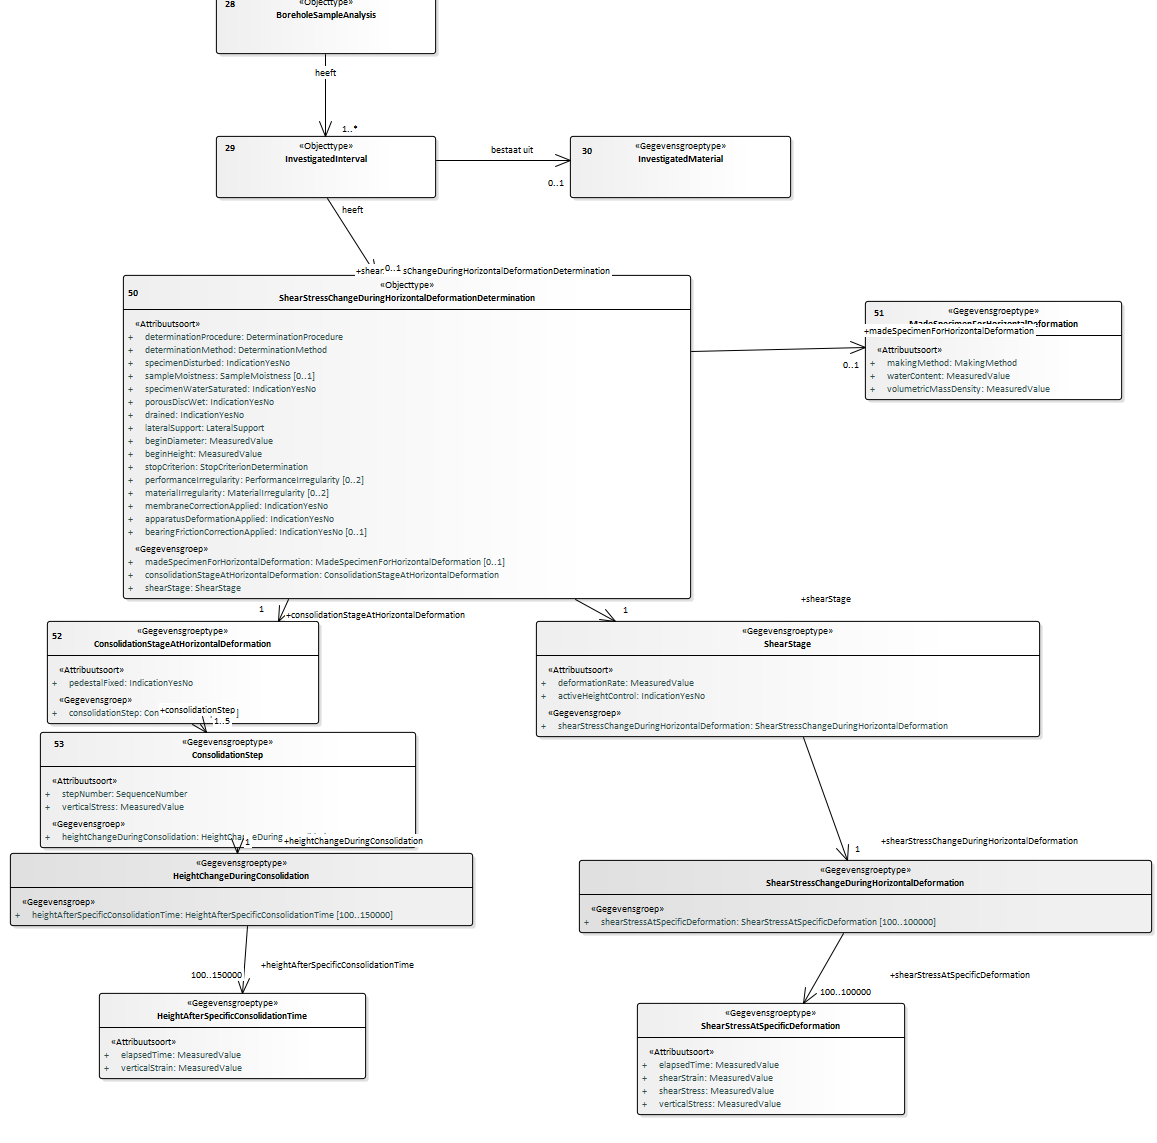 28
«Objecttype»
BoreholeSampleAnalysis
heeft
1..*
29
«Objecttype»
InvestigatedInterval
bestaat uit
0..1
30
«Gegevensgroeptype»
InvestigatedMaterial
heeft
+shear
0..1
sChangeDuringHorizontalDeformationDetermination
50
«Objecttype»
ShearStressChangeDuringHorizontalDeformationDetermination
«Attribuutsoort»
+ determinationProcedure: DeterminationProcedure
+ determinationMethod: DeterminationMethod
+ specimenDisturbed: IndicationYesNo
+ sampleMoistness: SampleMoistness [0..1]
+ specimenWaterSaturated: IndicationYesNo
+ porousDiscWet: IndicationYesNo
+ drained: IndicationYesNo
+ lateralSupport: LateralSupport
+ beginDiameter: MeasuredValue
+ beginHeight: MeasuredValue
+ stopCriterion: StopCriterionDetermination
+ performanceIrregularity: PerformanceIrregularity [0..2]
+ materialIrregularity: MaterialIrregularity [0..2]
+ membraneCorrectionApplied: IndicationYesNo
+ apparatusDeformationApplied: IndicationYesNo
+ bearingFrictionCorrectionApplied: IndicationYesNo [0..1]
«Gegevensgroep»
+ madeSpecimenForHorizontalDeformation: MadeSpecimenForHorizontalDeformation [0..1]
+ consolidationStageAtHorizontalDeformation: ConsolidationStageAtHorizontalDeformation
+ shearStage: ShearStage
51
«Gegevensgroeptype»
MadeSpecimenForHorizontalDeformation
+madeSpecimenForHorizontalDeformation
0..1
«Attribuutsoort»
+ makingMethod: MakingMethod
+ waterContent: MeasuredValue
+ volumetricMassDensity: MeasuredValue
1
+consolidationStageAtHorizontalDeformation
52
«Gegevensgroeptype»
ConsolidationStageAtHorizontalDeformation
«Attribuutsoort»
+ pedestalFixed: IndicationYesNo
«Gegevensgroep»
+ consolidationStep: Con
+consolidationStep
]
1..5
1
+shearStage
«Gegevensgroeptype»
ShearStage
«Attribuutsoort»
+ deformationRate: MeasuredValue
+ activeHeightControl: IndicationYesNo
«Gegevensgroep»
+ shearStressChangeDuringHorizontalDeformation: ShearStressChangeDuringHorizontalDeformation
53
«Gegevensgroeptype»
ConsolidationStep
«Attribuutsoort»
+ stepNumber: SequenceNumber
+ verticalStress: MeasuredValue
«Gegevensgroep»
+ heightChangeDuringConsolidation: HeightCha
eDuring
1
+heightChangeDuringConsolidation
«Gegevensgroeptype»
HeightChangeDuringConsolidation
«Gegevensgroep»
+ heightAfterSpecificConsolidationTime: HeightAfterSpecificConsolidationTime [100..150000]
1
+shearStressChangeDuringHorizontalDeformation
«Gegevensgroeptype»
ShearStressChangeDuringHorizontalDeformation
«Gegevensgroep»
+ shearStressAtSpecificDeformation: ShearStressAtSpecificDeformation [100..100000]
100..150000
+heightAfterSpecificConsolidationTime
«Gegevensgroeptype»
HeightAfterSpecificConsolidationTime
«Attribuutsoort»
+ elapsedTime: MeasuredValue
+ verticalStrain: MeasuredValue
100..100000
+shearStressAtSpecificDeformation
«Gegevensgroeptype»
ShearStressAtSpecificDeformation
«Attribuutsoort»
+ elapsedTime: MeasuredValue
+ shearStrain: MeasuredValue
+ shearStress: MeasuredValue
+ verticalStress: MeasuredValue